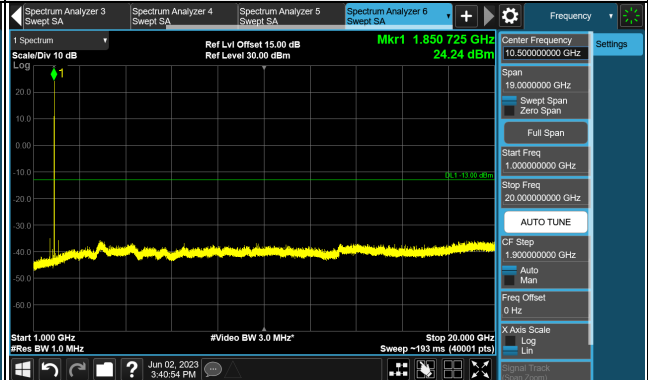 Spectrum Analyzer 3
Swept SA
Spectrum Analyzer 4
Swept SA
Spectrum Analyzer 5
Swept SA
Spectrum Analyzer 6
Swept SA
+
Frequency
1 Spectrum
Scale/Div 10 dB
Ref Lvl Offset 15.00 dB
Ref Level 30.00 dBm
Mkr1 1.850 725 GHz
24.24 dBm
Log
1
20.0
10.0
0.00
-10.0
DL1 -13.00 dBm
-20.0
-30.0
-40.0
-50.0
-60.0
Start 1.000 GHz
#Res BW 1.0 MHz
#Video BW 3.0 MHz*
Stop 20.000 GHz
Sweep ~193 ms (40001 pts)
Center Frequency
10.50000000 GHz
Settings
Span
19.0000000 GHz
Swept Span
Zero Span
Full Span
Start Freq
1.000000000 GHz
Stop Freq
20.00000000 GHz
AUTO TUNE
CF Step
1.900000000 GHz
Auto
Man
Freq Offset
0 Hz
X Axis Scale
Log
Lin
Signal Track
(Span Zoom)
?
Jun 02, 2023
3:40:54 PM